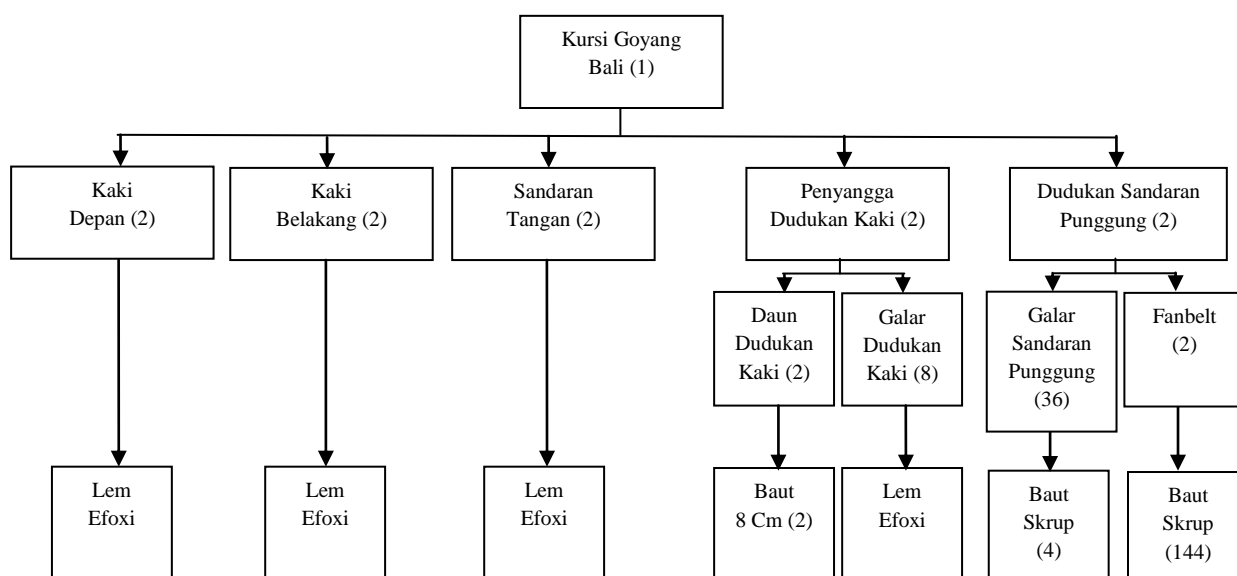 Kursi Goyang
Bali (1)
Kaki
Depan (2)
Kaki
Belakang (2)
Sandaran
Tangan (2)
Penyangga
Dudukan Kaki (2)
Dudukan Sandaran
Punggung (2)
Daun
Dudukan
Kaki (2)
Galar
Dudukan
Kaki (8)
Galar
Sandaran
Punggung
(36)
Fanbelt
(2)
Lem
Efoxi
Lem
Efoxi
Lem
Efoxi
Baut
8 Cm (2)
Lem
Efoxi
Baut
Skrup
(4)
Baut
Skrup
(144)